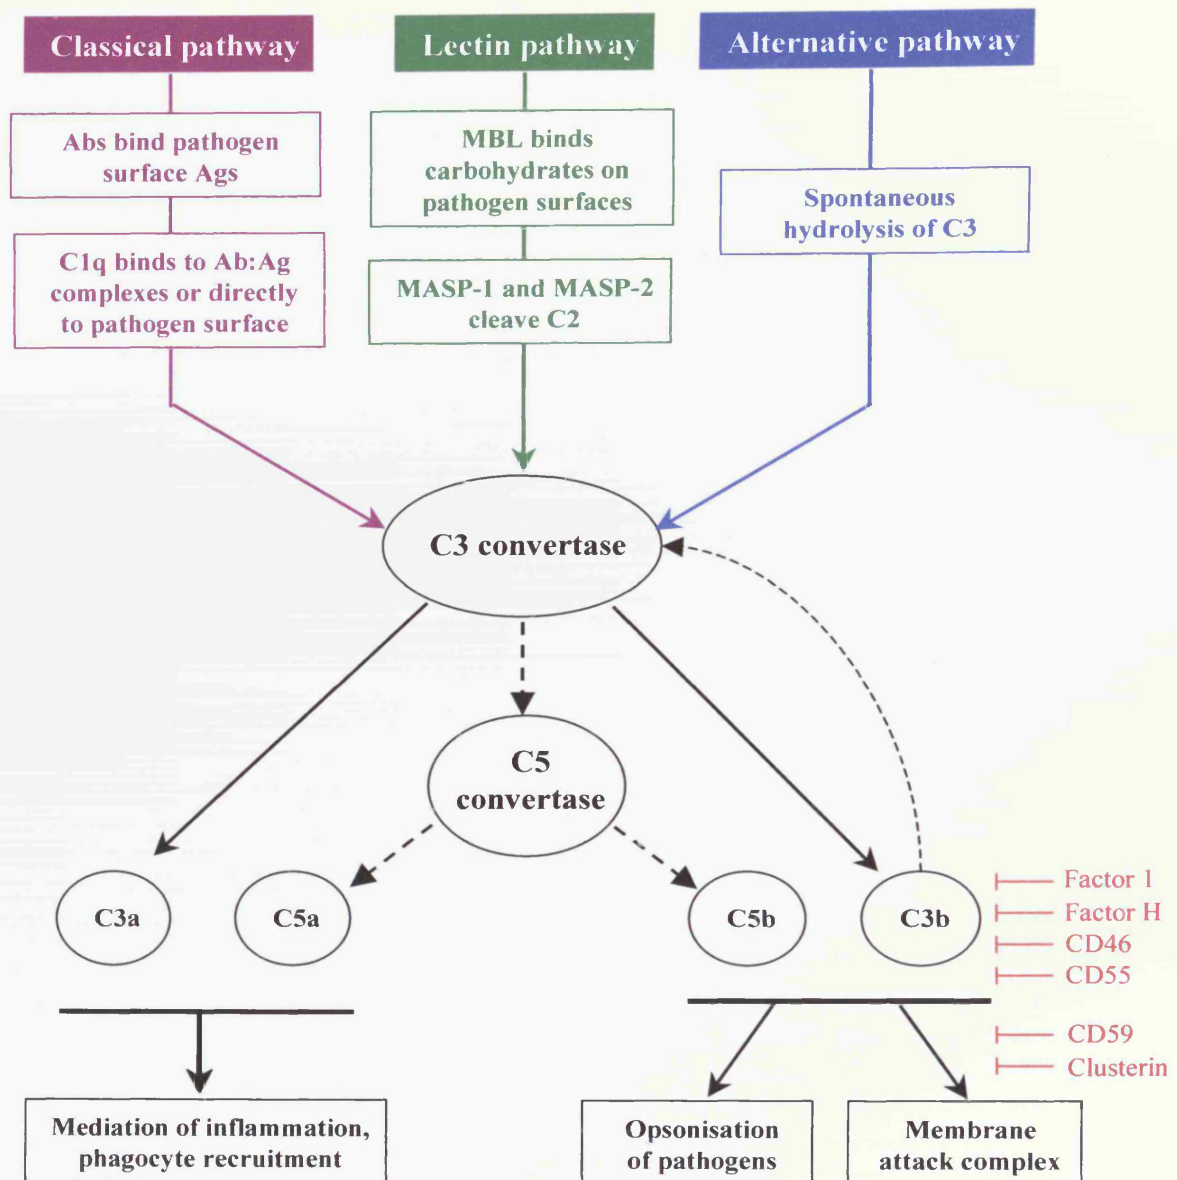 Classical pathway
Lectin pathway
Alternative pathway
Abs bind pathogen
surface Ags
C1q binds to Ab:Ag
complexes or directly
to pathogen surface
MBL binds
carbohydrates on
pathogen surfaces
MASP-1 and MASP-2
cleave C2
Spontaneous
hydrolysis of C3
C3 convertase
C5
convertase
C3a
C5a
C5b
C3b
Factor I
Factor H
CD46
CD55
CD59
Clusterin
Mediation of inflammation,
phagocyte recruitment
Opsonisation
of pathogens
Membrane
attack complex